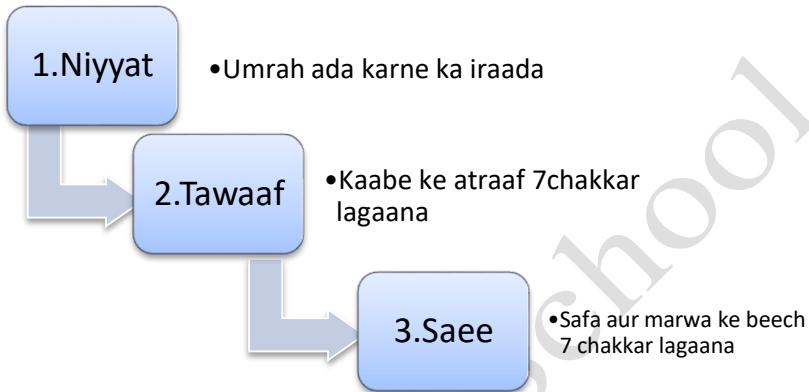 1.Niyyat
•Umrah ada karne ka iraada
2.Tawaaf
•Kaabe ke atraaf 7chakkar
lagaana
3.Saee
•Safa aur marwa ke beech
7 chakkar lagaana
school